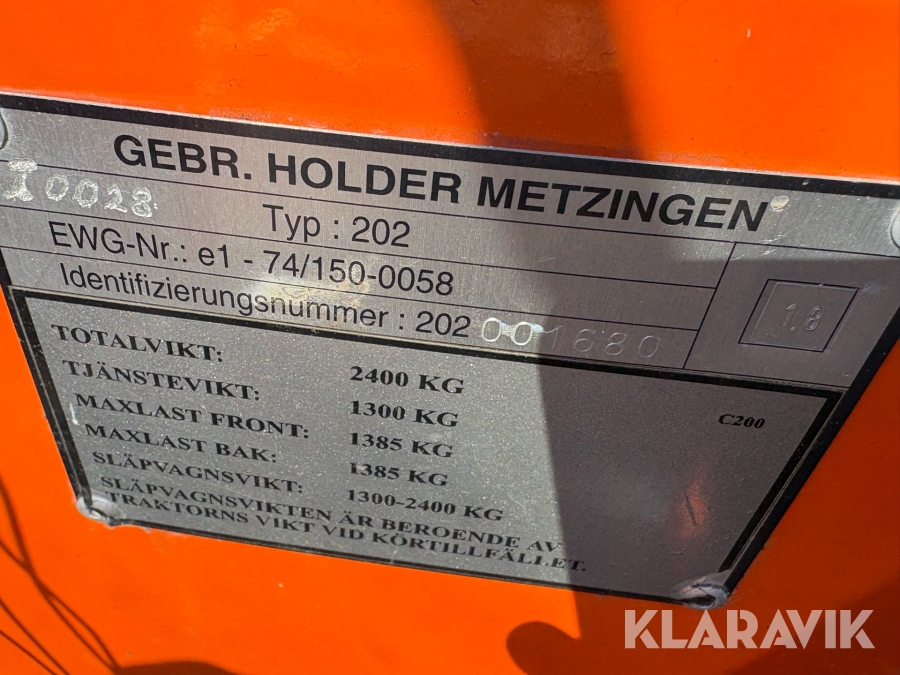 GEBR. HOLDER METZINGEN
I0028
Typ : 202
EWG-Nr.: e1 - 74/150-0058
Identifizierungsnummer : 202 001680
1,8
TOTALVIKT: 2400 KG
TJÄNSTEVIKT: 1300 KG
MAXLAST FRONT: 1385 KG
MAXLAST BAK: 1385 KG
SLÄPVAGNSVIKT: 1300-2400 KG
C200
SLÄPVAGNSVIKTEN ÄR BEROENDE AV
TRAKTORNS VIKT VID KÖRTILLFÄLLET.
KLARAVIK